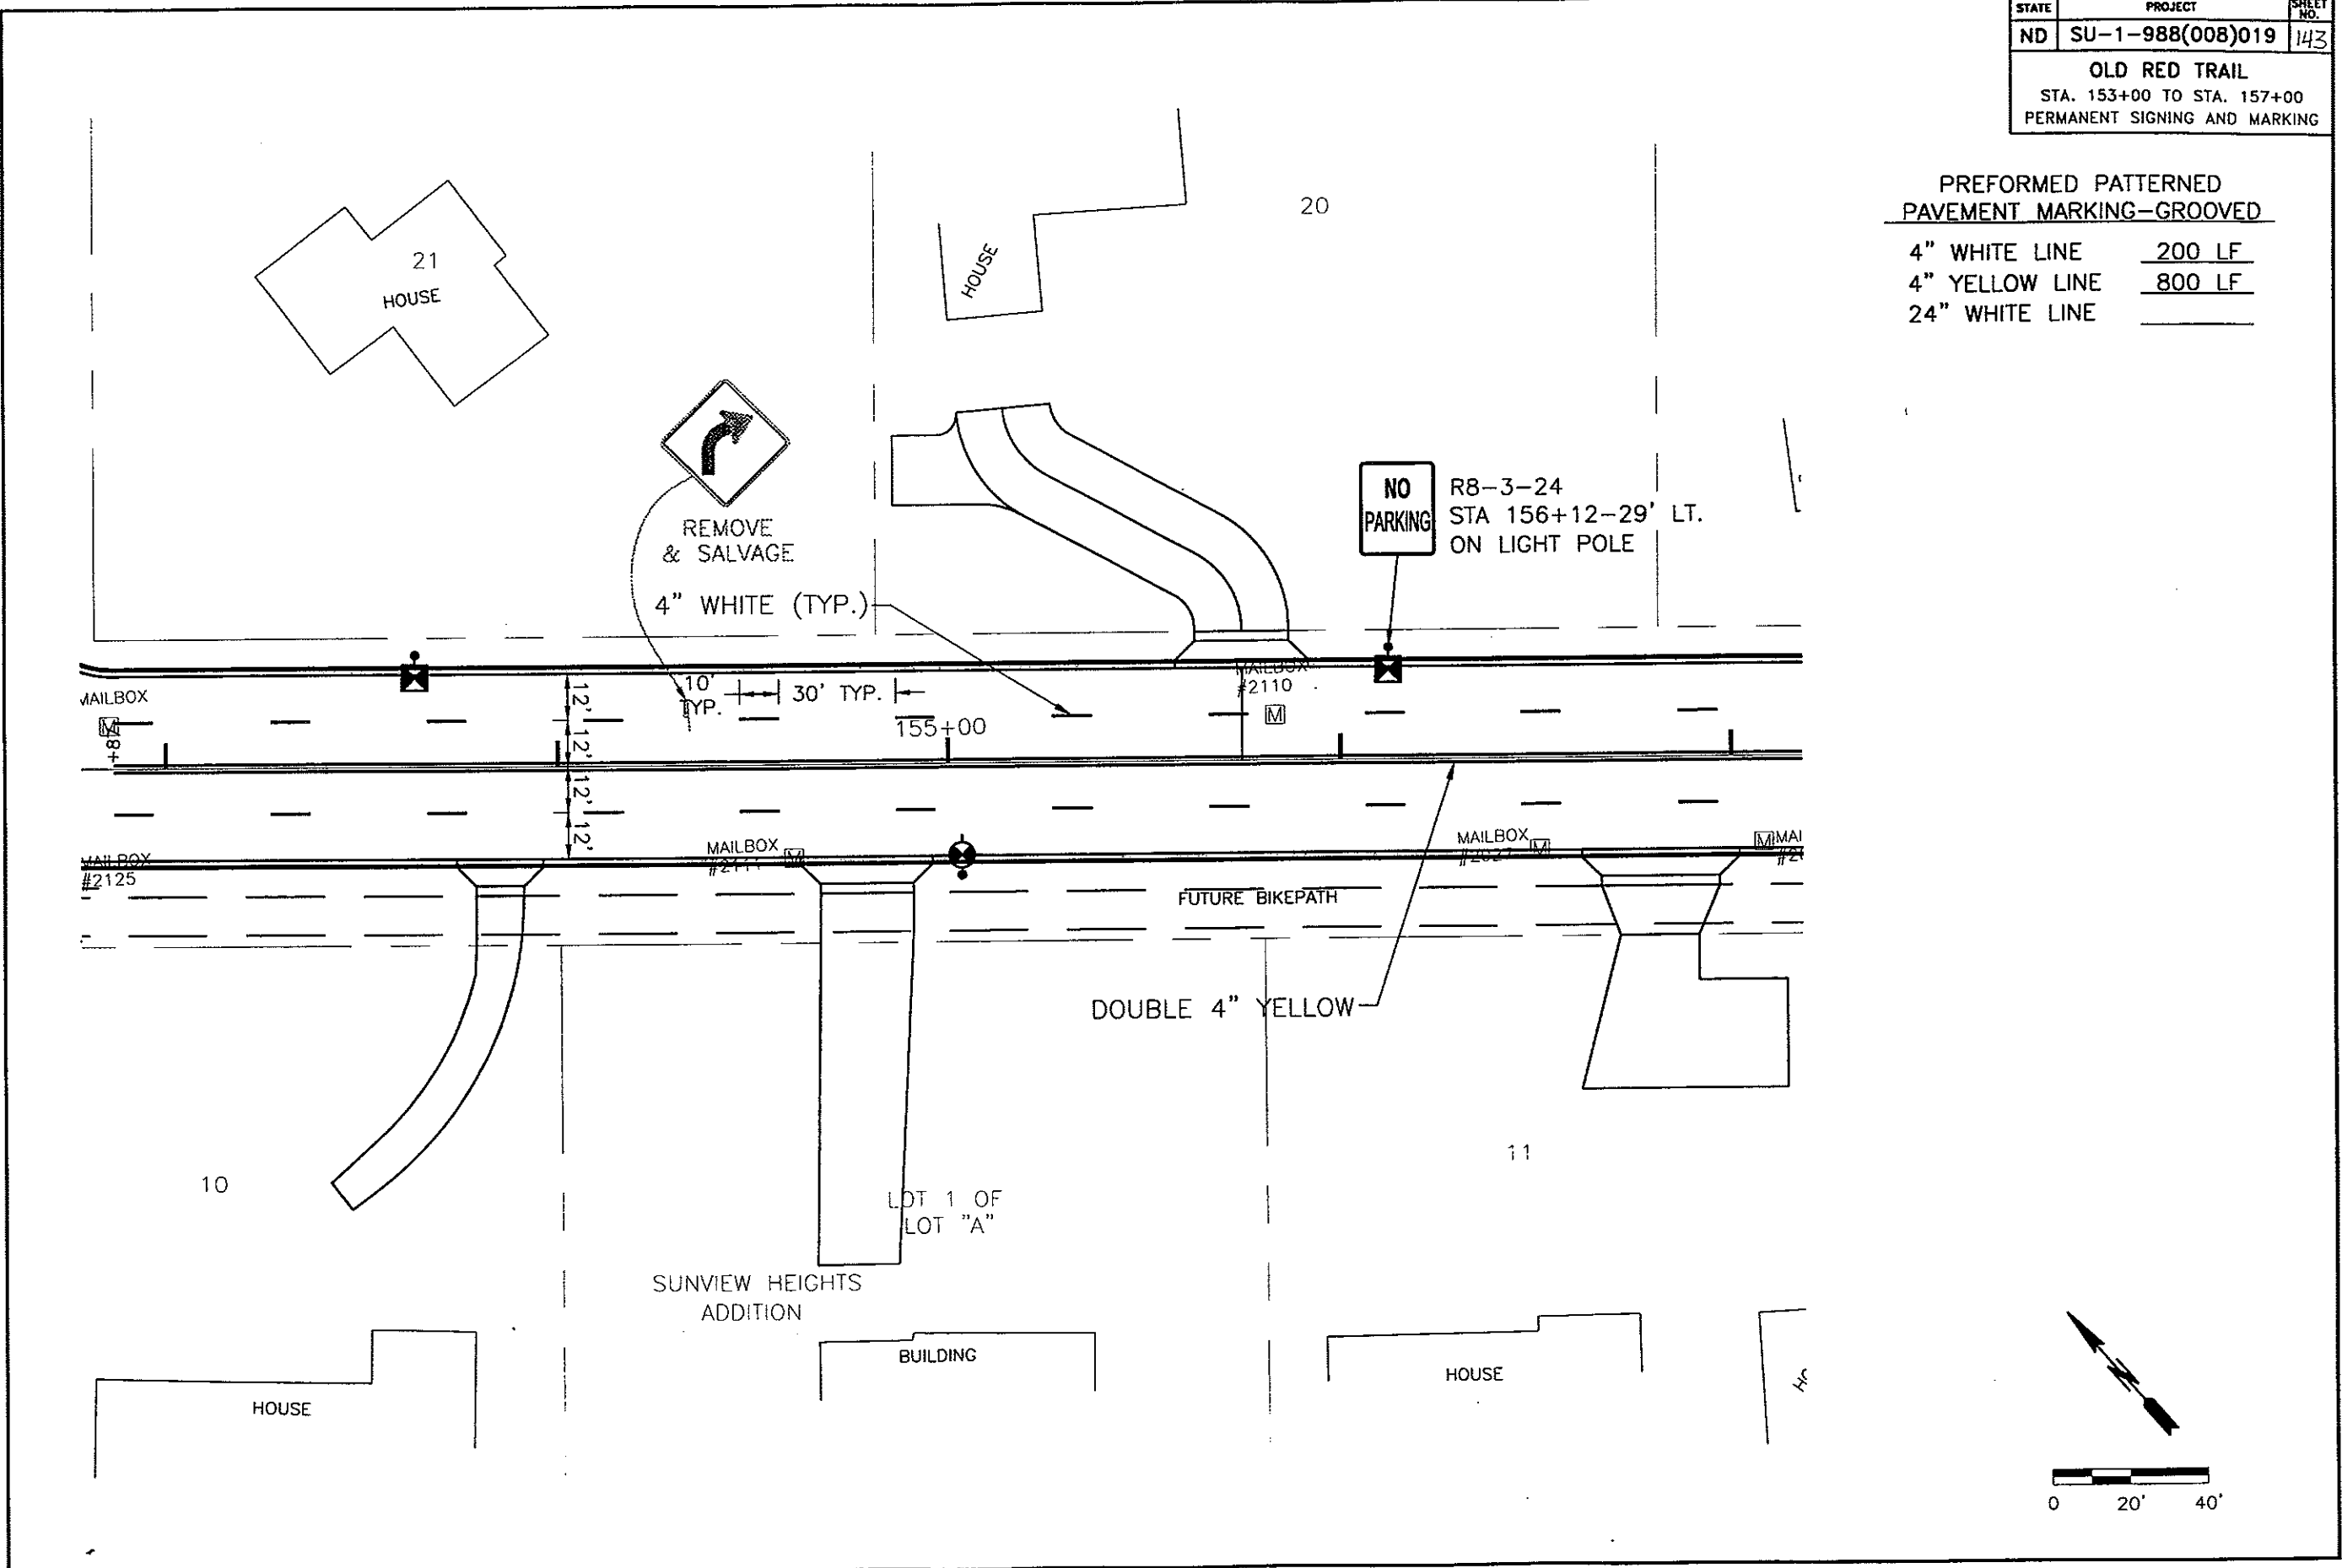 STATE PROJECT SHEET NO.
ND SU-1-988(008)019 143
OLD RED TRAIL
STA. 153+00 TO STA. 157+00
PERMANENT SIGNING AND MARKING
PREFORMED PATTERNED
PAVEMENT MARKING-GROOVED
4" WHITE LINE 200 LF
4" YELLOW LINE 800 LF
24" WHITE LINE
20
21
HOUSE
HOUSE
REMOVE
& SALVAGE
4" WHITE (TYP.)
NO
PARKING
R8-3-24
STA 156+12-29' LT.
ON LIGHT POLE
MAILBOX
M
12'
12'
12'
12'
10'
TYP.
30' TYP.
155+00
MAILBOX
#2110
M
MAILBOX
#2125
MAILBOX
#2111
M
MAILBOX
M
M MAI
FUTURE BIKEPATH
DOUBLE 4" YELLOW
10
11
LOT 1 OF
LOT "A"
SUNVIEW HEIGHTS
ADDITION
HOUSE
BUILDING
HOUSE
HO
N
0 20' 40'